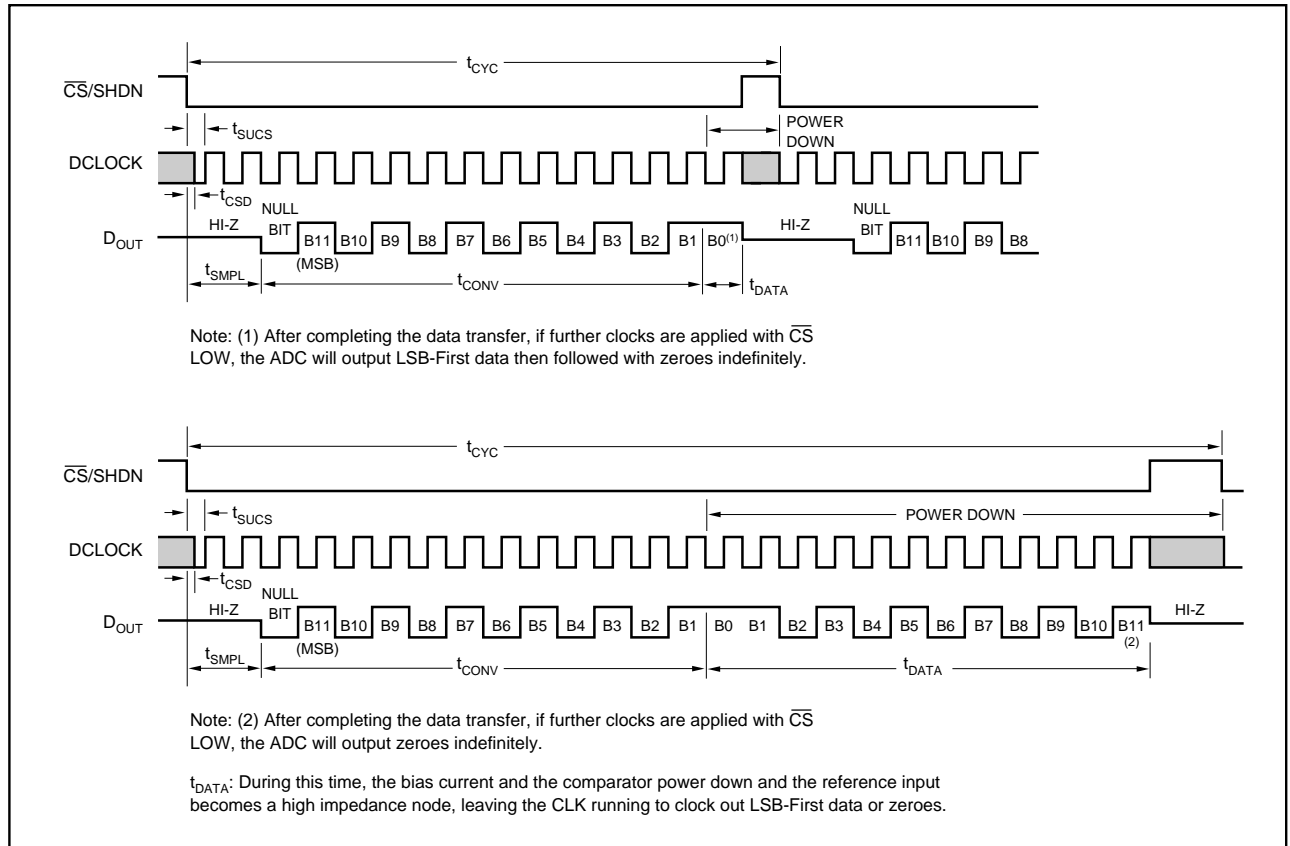 tCYC
CS/SHDN
POWER
DOWN
tSUCS
DCLOCK
tCSD
NULL
BIT
HI-Z
HI-Z
NULL
BIT
DOUT
B11 B10 B9 B8 B7 B6 B5 B4 B3 B2 B1 B0(1) B11 B10 B9 B8
(MSB)
tSMPL
tCONV
tDATA
Note: (1) After completing the data transfer, if further clocks are applied with CS
LOW, the ADC will output LSB-First data then followed with zeroes indefinitely.
tCYC
CS/SHDN
tSUCS
POWER DOWN
DCLOCK
tCSD
NULL
BIT
HI-Z
HI-Z
DOUT
B11 B10 B9 B8 B7 B6 B5 B4 B3 B2 B1 B0 B1 B2 B3 B4 B5 B6 B7 B8 B9 B10 B11
(MSB)
(2)
tSMPL
tCONV
tDATA
Note: (2) After completing the data transfer, if further clocks are applied with CS
LOW, the ADC will output zeroes indefinitely.
tDATA: During this time, the bias current and the comparator power down and the reference input
becomes a high impedance node, leaving the CLK running to clock out LSB-First data or zeroes.